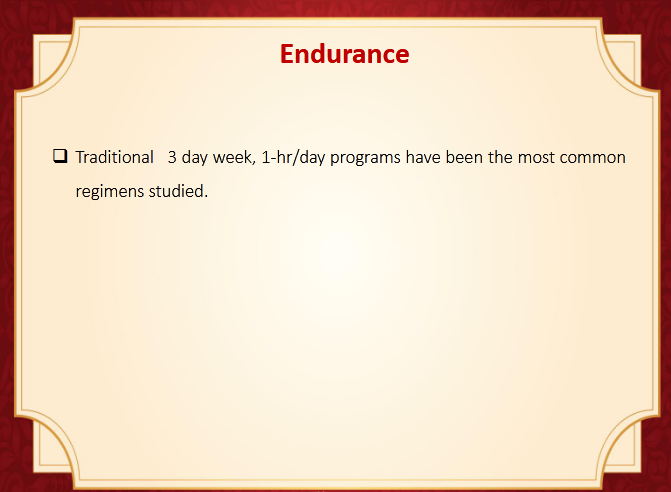 Endurance
❑ Traditional 3 day week, 1-hr/day programs have been the most common
regimens studied.